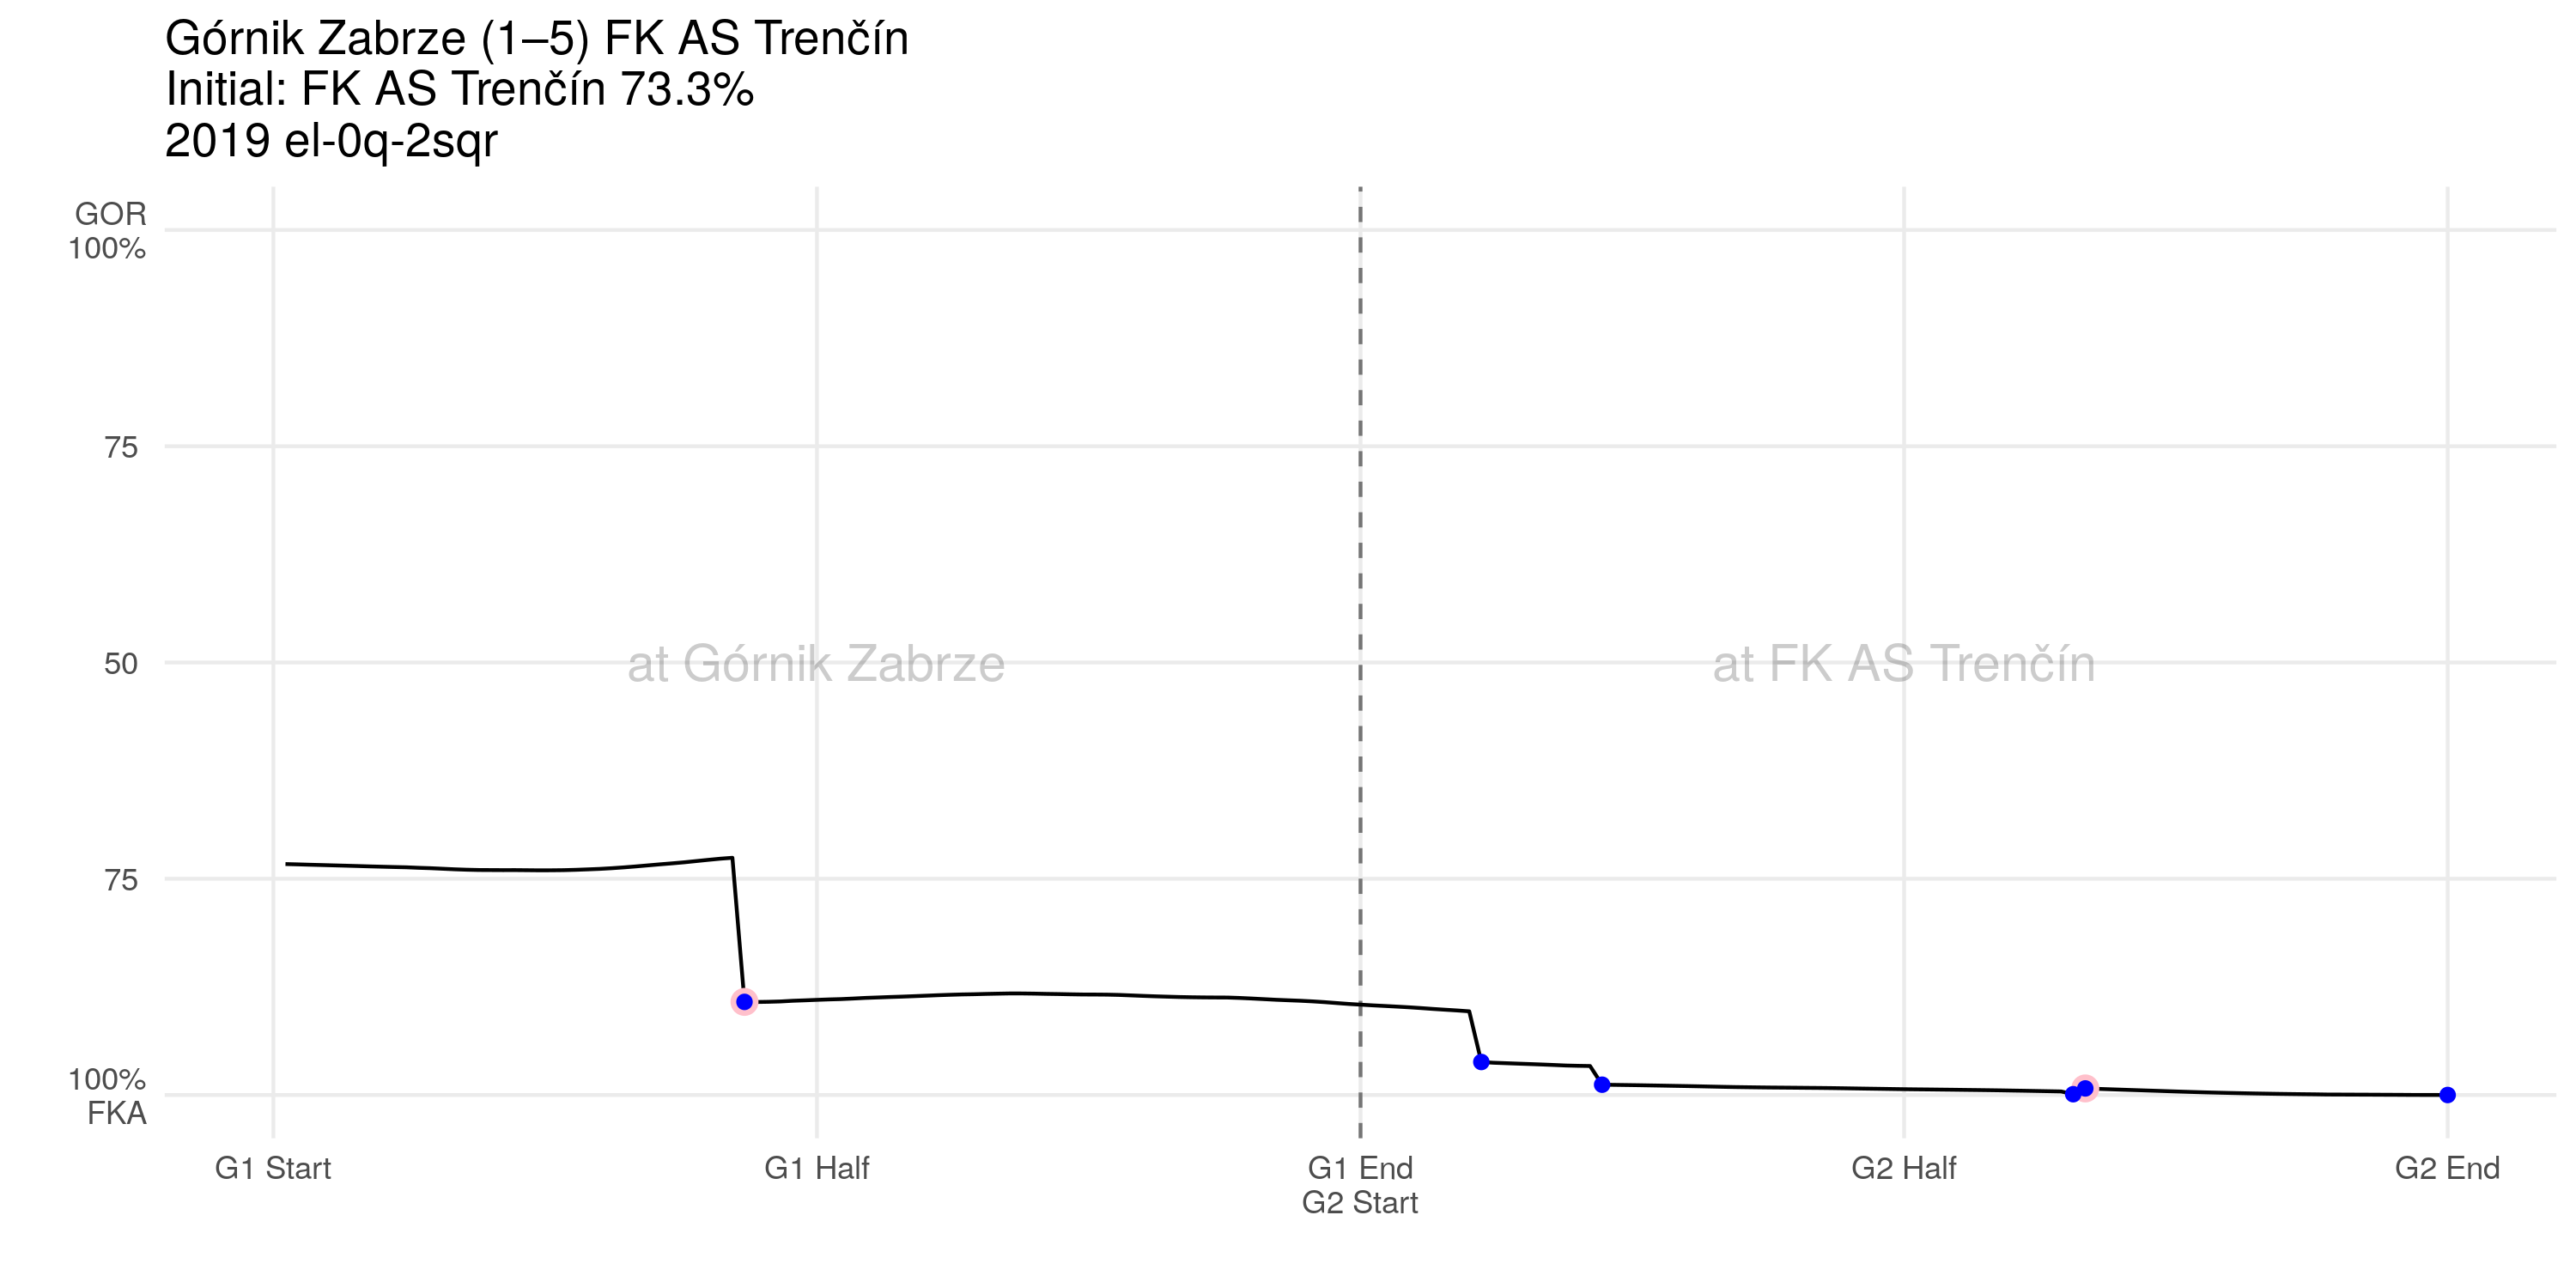 Górnik Zabrze (1–5) FK AS Trenčín
Initial: FK AS Trenčín 73.3%
2019 el-0q-2sqr
GOR
100%
75
50
75
100%
FKA
at Górnik Zabrze
at FK AS Trenčín
G1 Start
G1 Half
G1 End
G2 Start
G2 Half
G2 End